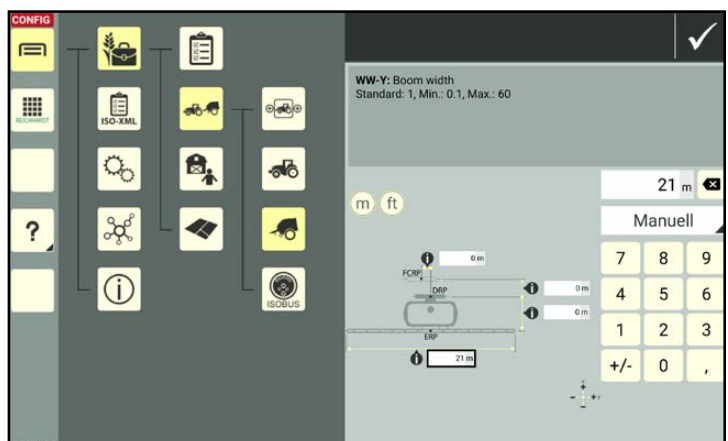 CONFIG
WW-Y: Boom width
Standard: 1, Min.: 0.1, Max.: 60
ISO-XML
REICHHARDT
21 m
m ft
Manuell
?
7 8 9
0 m
FCRP
DRP
0 m
4 5 6
0 m
1 2 3
ERP
ISOBUS
21 m
+/- 0 ,